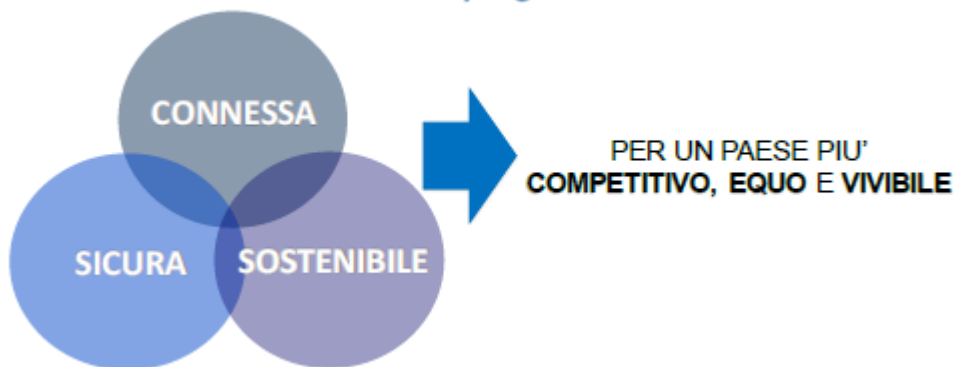 CONNESSA
SICURA
SOSTENIBILE
PER UN PAESE PIU'
COMPETITIVO, EQUO E VIVIBILE